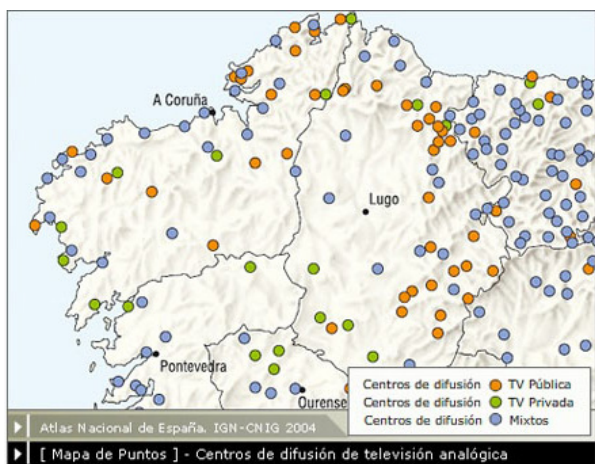 A Coruña
Lugo
Pontevedra
Ourense
Centros de difusión TV Pública
Centros de difusión TV Privada
Centros de difusión Mixtos
Atlas Nacional de España. IGN-CNIG 2004
[ Mapa de Puntos ] - Centros de difusión de televisión analógica